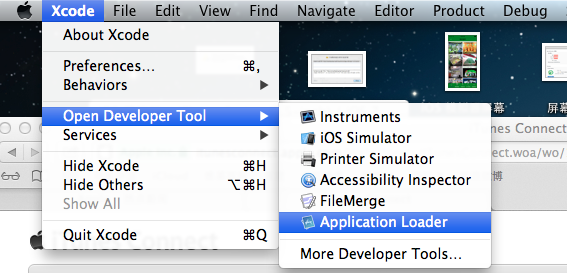 Xcode File Edit View Find Navigate Editor Product Debug
About Xcode
Preferences... ⌘,
Behaviors
Open Developer Tool
Services
Hide Xcode ⌘H
Hide Others ⌥⌘H
Show All
Quit Xcode ⌘Q
Instruments
iOS Simulator
Printer Simulator
Accessibility Inspector
FileMerge
Application Loader
More Developer Tools...
屏幕
nes Connect
ect.woa/wo/
博